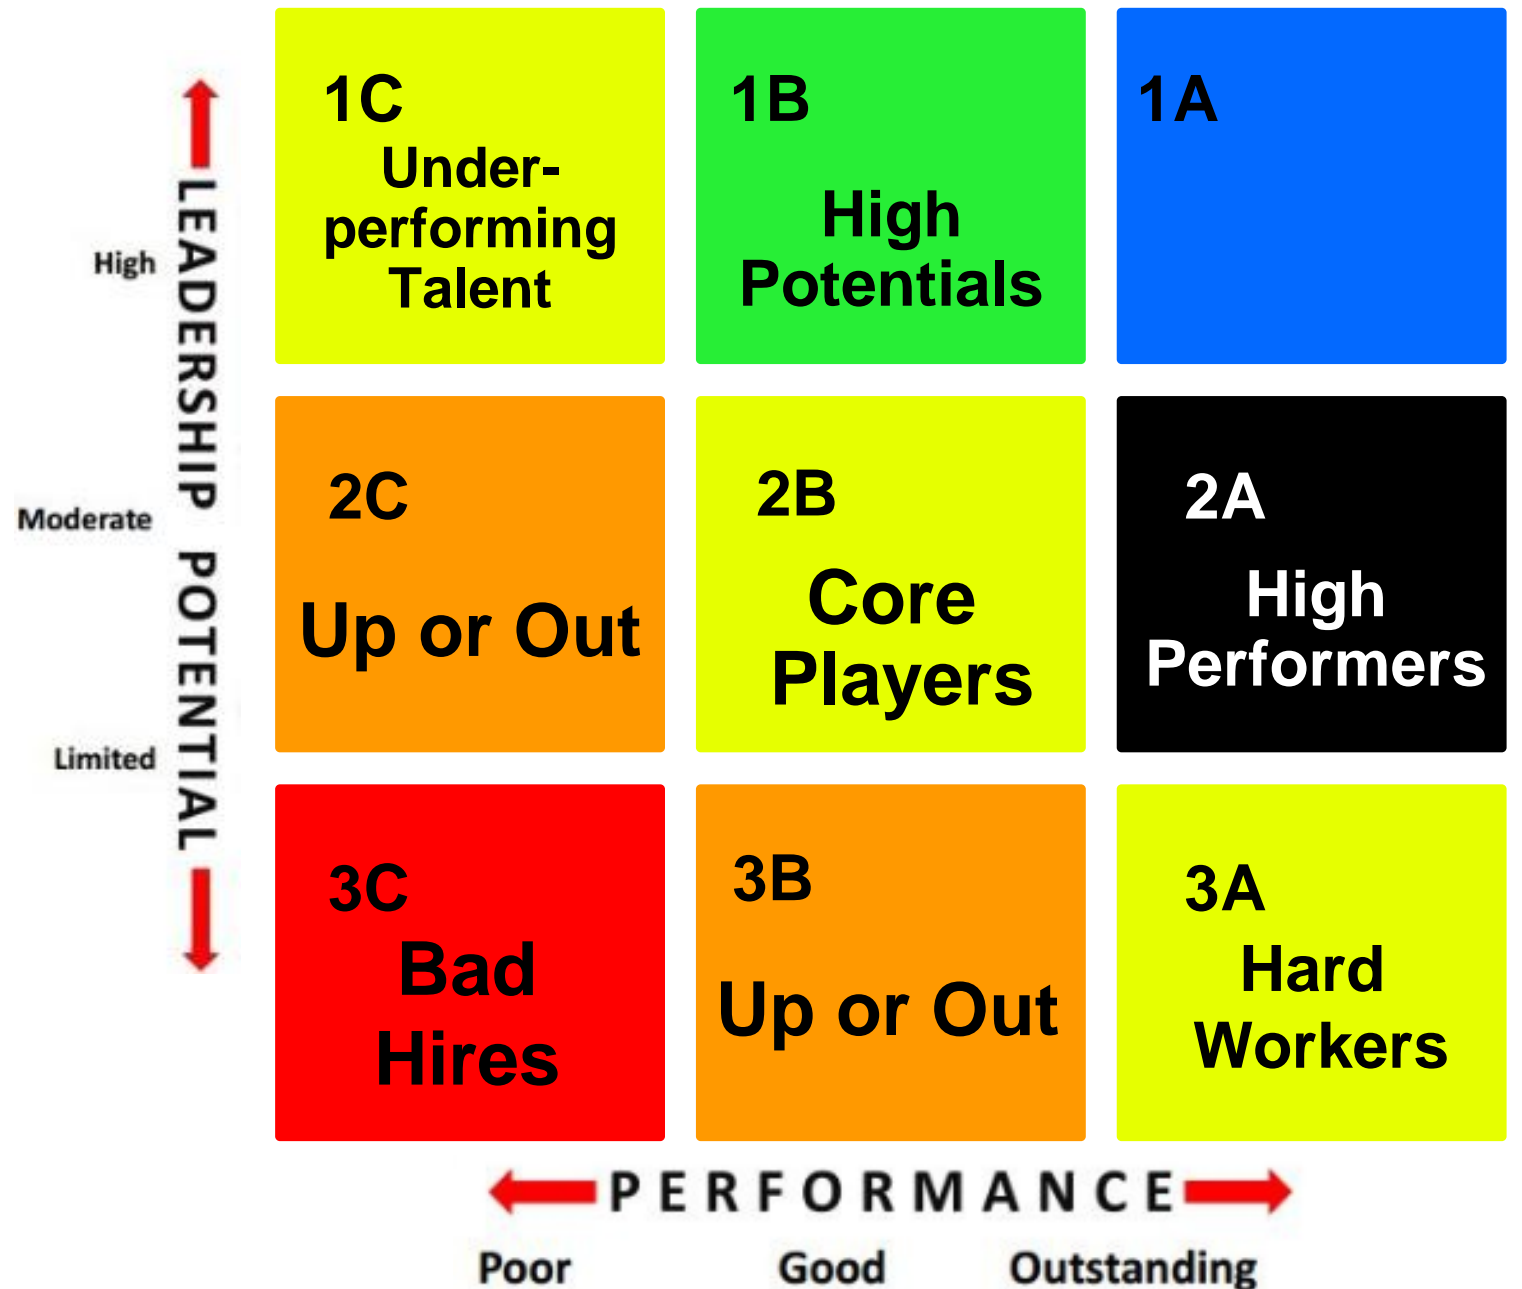 1C
Under-
performing
Talent
1B
High
Potentials
1A
High
LEADERSHIP POTENTIAL
Moderate
Limited
2C
Up or Out
2B
Core
Players
2A
High
Performers
3C
Bad
Hires
3B
Up or Out
3A
Hard
Workers
PERFORMANCE
Poor Good Outstanding